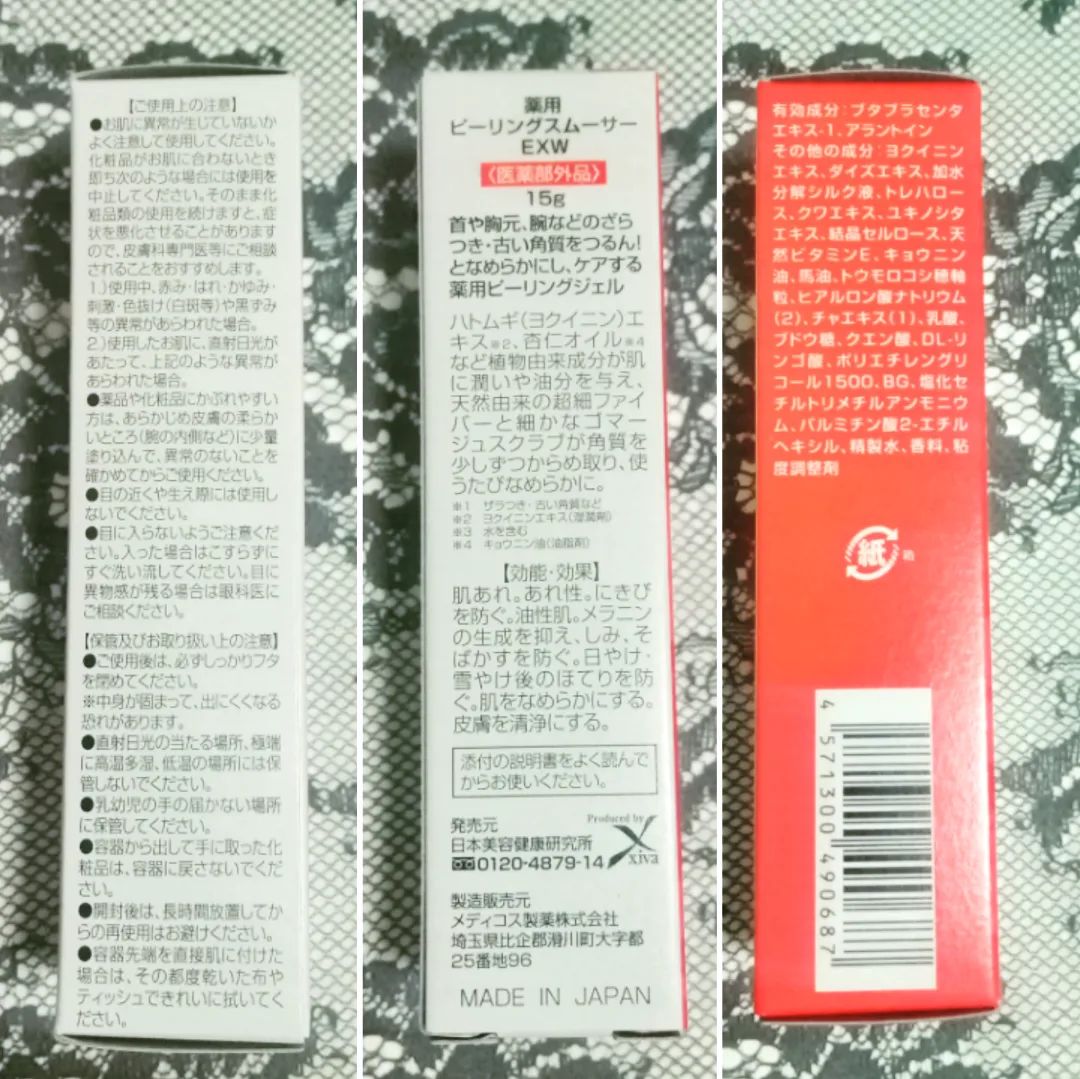 【ご使用上の注意】
●お肌に異常が生じていないか
よく注意して使用してください。
化粧品がお肌に合わないとき
即ち次のような場合には使用を
中止してください。そのまま化
粧品類の使用を続けますと、症
状を悪化させることがあります
ので、皮膚科専門医等にご相談
されることをおすすめします。
1.)使用中、赤み・はれ・かゆみ・
刺激・色抜け(白斑等)や黒ずみ
等の異常があらわれた場合。
2.)使用したお肌に、直射日光が
あたって、上記のような異常が
あらわれた場合。
●薬品や化粧品にかぶれやすい
方は、あらかじめ皮膚の柔らか
いところ(腕の内側など)に少量
塗り込んで、異常のないことを
確かめてからご使用ください。
●目の近くや生え際には使用し
ないでください。
●目に入らないようご注意くだ
さい。入った場合はこすらずに
すぐ洗い流してください。目に
異物感が残る場合は眼科医に
ご相談ください。
【保管及びお取り扱い上の注意】
●ご使用後は、必ずしっかりフタ
を閉めてください。
※中身が固まって、出にくくなる
恐れがあります。
●直射日光の当たる場所、極端
に高温多湿、低温の場所には保
管しないでください。
●乳幼児の手の届かない場所
に保管してください。
●容器から出して手に取った化
粧品は、容器に戻さないでくだ
さい。
●開封後は、長時間放置してか
らの再使用はお避けください。
●容器先端を直接肌に付けた
場合は、その都度乾いた布や
ティッシュできれいに拭いてく
ださい。
薬用
ピーリングスムーサー
EXW
〈医薬部外品〉
15g
首や胸元、腕などのざら
つき・古い角質をつるん!
となめらかにし、ケアする
薬用ピーリングジェル
ハトムギ(ヨクイニン)エ
キス※2、杏仁オイル※4
など植物由来成分が肌
に潤いや油分を与え、
天然由来の超細ファイ
バーと細かなゴマー
ジュスクラブが角質を
少しずつからめ取り、使
うたびなめらかに。
※1 ザラつき・古い角質など
※2 ヨクイニンエキス(湿潤剤)
※3 水を含む
※4 キョウニン油(油脂剤)
【効能・効果】
肌あれ。あれ性。にきび
を防ぐ。油性肌。メラニン
の生成を抑え、しみ、そ
ばかすを防ぐ。日やけ・
雪やけ後のほてりを防
ぐ。肌をなめらかにする。
皮膚を清浄にする。
添付の説明書をよく読んで
からお使いください。
発売元
日本美容健康研究所
0120-4879-14
Produced by
xiva
製造販売元
メディコス製薬株式会社
埼玉県比企郡滑川町大字都
25番地96
MADE IN JAPAN
有効成分：ブタプラセンタ
エキス-1、アラントイン
その他の成分：ヨクイニン
エキス、ダイズエキス、加水
分解シルク液、トレハロー
ス、クワエキス、ユキノシタ
エキス、結晶セルロース、天
然ビタミンE、キョウニン
油、馬油、トウモロコシ穂軸
粒、ヒアルロン酸ナトリウム
(2)、チャエキス(1)、乳酸、
ブドウ糖、クエン酸、DL-リ
ンゴ酸、ポリエチレングリ
コール1500、BG、塩化セ
チルトリメチルアンモニウ
ム、パルミチン酸2-エチル
ヘキシル、精製水、香料、粘
度調整剤
紙
箱
4 571300 490687